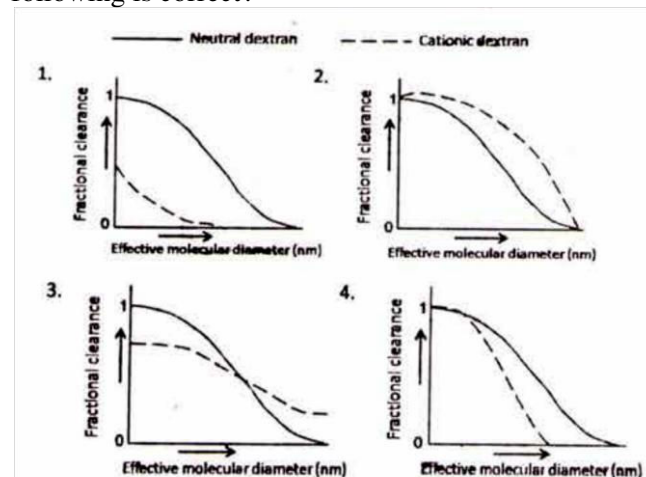 following is correct?
Neutral dextran Cationic dextran
1.
1
Fractional clearance
0
Effective molecular diameter (nm)
2.
1
Fractional clearance
0
Effective molecular diameter (nm)
3.
1
Fractional clearance
0
Effective molecular diameter (nm)
4.
1
Fractional clearance
0
Effective molecular diameter (nm)